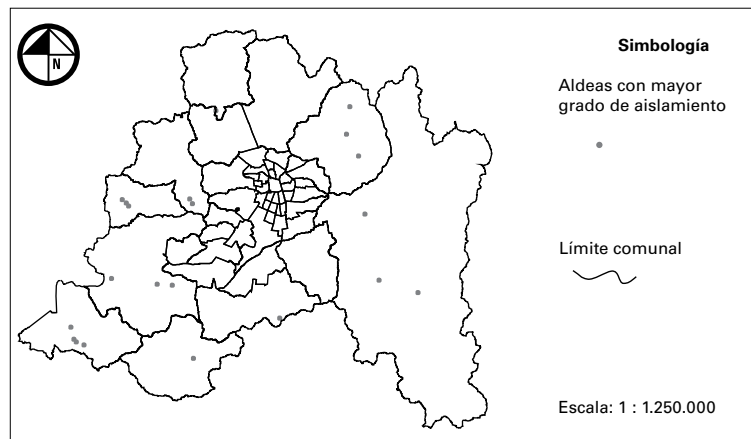 N
Simbología
Aldeas con mayor
grado de aislamiento
Límite comunal
Escala: 1 : 1.250.000